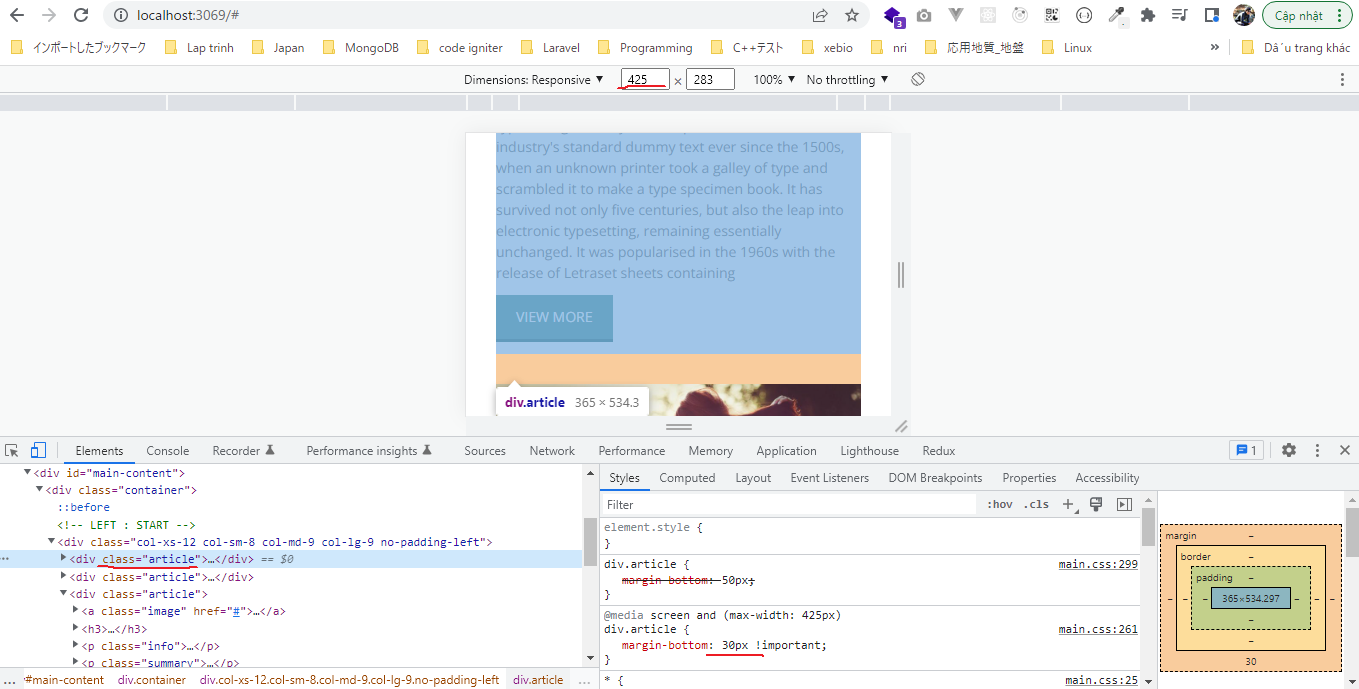 localhost:3069/#
3
Cập nhật
インポートしたブックマーク Lap trinh Japan MongoDB code igniter Laravel Programming C++テスト xebio nri 応用地質_地盤 Linux » Dấu trang khác
Dimensions: Responsive ▼ 425 × 283 100% ▼ No throttling ▼
industry's standard dummy text ever since the 1500s,
when an unknown printer took a galley of type and
scrambled it to make a type specimen book. It has
survived not only five centuries, but also the leap into
electronic typesetting, remaining essentially
unchanged. It was popularised in the 1960s with the
release of Letraset sheets containing
VIEW MORE
div.article 365 × 534.3
Elements Console Recorder Performance insights Sources Network Performance Memory Application Lighthouse Redux 1
<div id="main-content">
<div class="container">
::before
<!-- LEFT : START -->
<div class="col-xs-12 col-sm-8 col-md-9 col-lg-9 no-padding-left">
<div class="article">…</div> == $0
<div class="article">…</div>
<div class="article">
<a class="image" href="#">…</a>
<h3>…</h3>
<p class="info">…</p>
<p class="summary">…</p>
… #main-content div.container div.col-xs-12.col-sm-8.col-md-9.col-lg-9.no-padding-left div.article …
Styles Computed Layout Event Listeners DOM Breakpoints Properties Accessibility
Filter :hov .cls +
element.style {
}
div.article { main.css:299
margin-bottom: 50px;
}
@media screen and (max-width: 425px)
div.article { main.css:261
margin-bottom: 30px !important;
}
* { main.css:25
margin –
border –
padding –
– – – 365×534.297 – – –
–
–
30